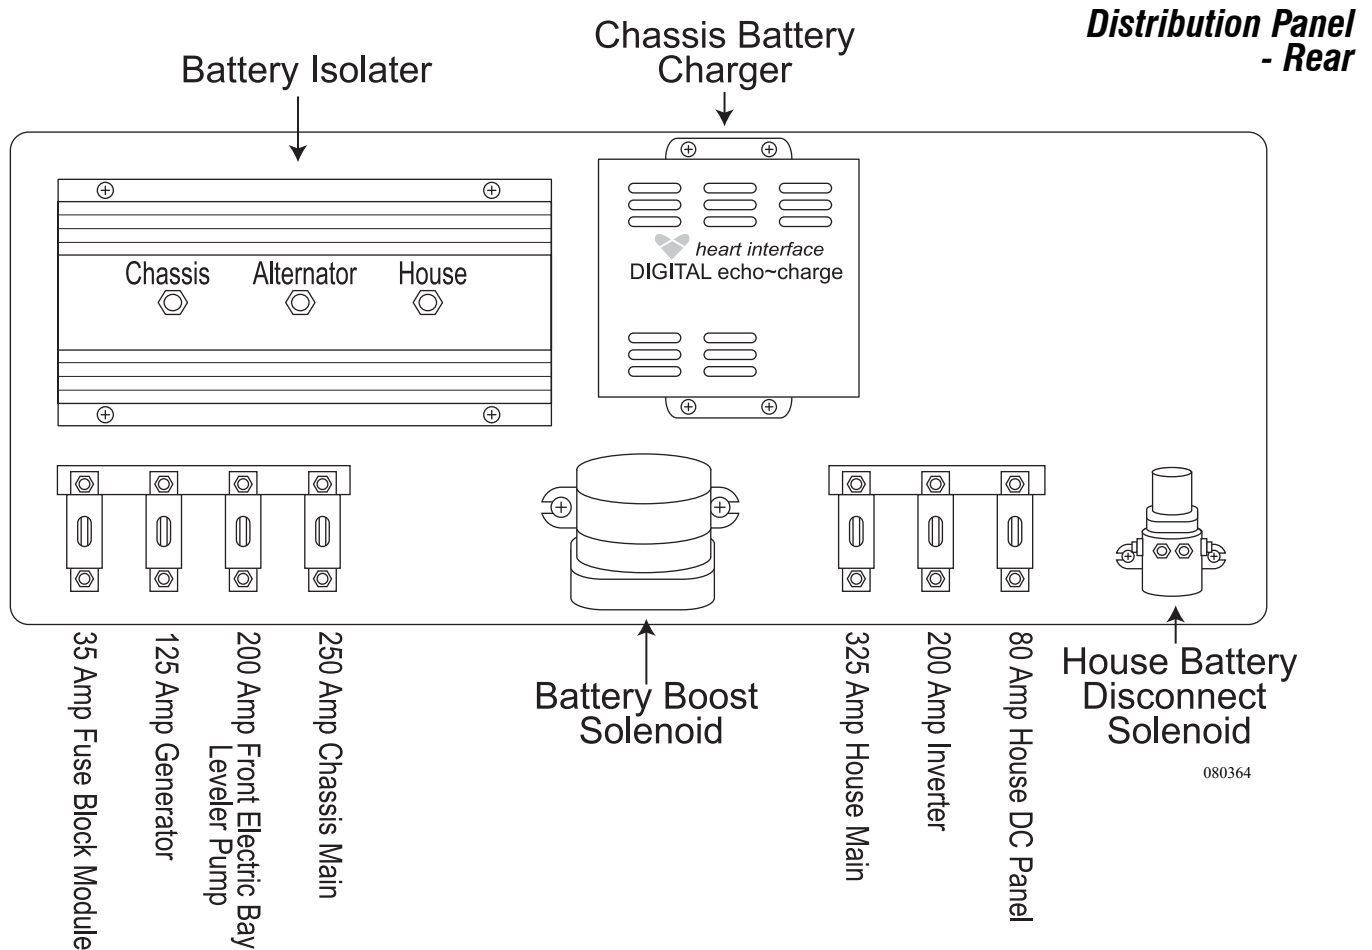 Distribution Panel
- Rear
Chassis Battery
Charger
Battery Isolater
heart interface
DIGITAL echo~charge
Chassis
Alternator
House
35 Amp Fuse Block Module
125 Amp Generator
200 Amp Front Electric Bay
Leveler Pump
250 Amp Chassis Main
Battery Boost
Solenoid
325 Amp House Main
200 Amp Inverter
80 Amp House DC Panel
House Battery
Disconnect
Solenoid
080364